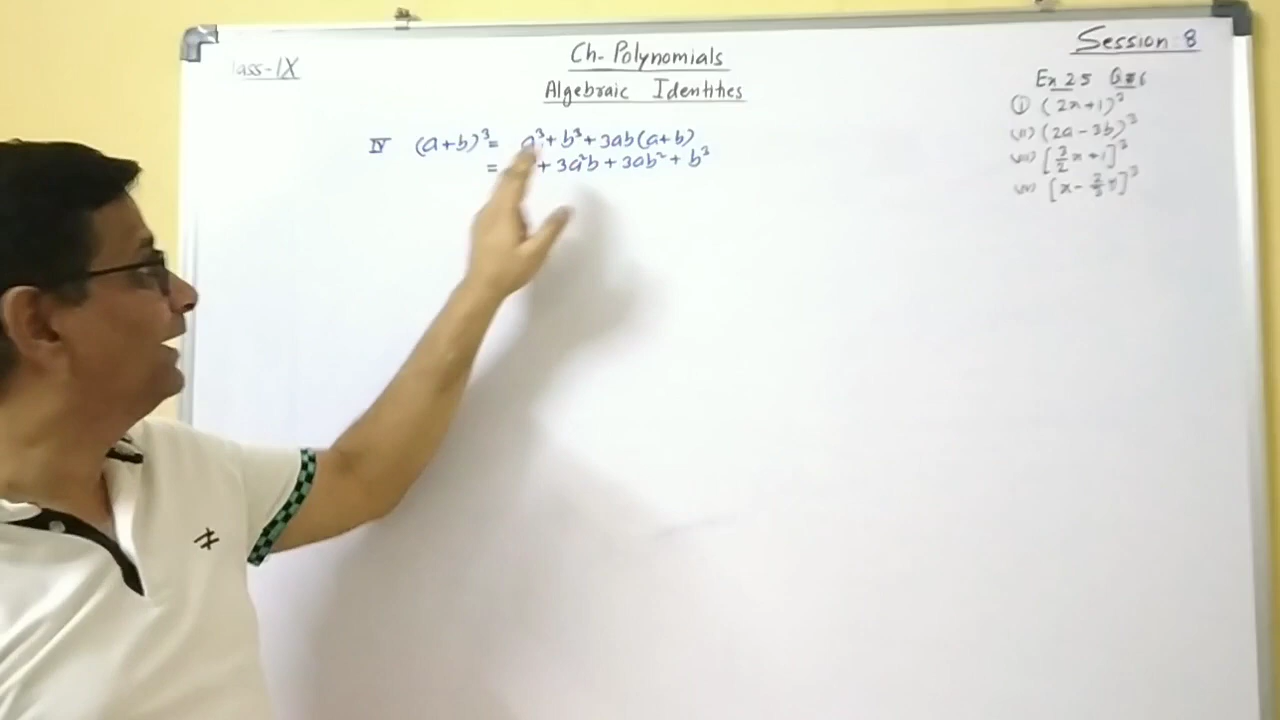 lass-IX
Ch- Polynomials
Session 8
Algebraic Identities
Ex 2.5 Q#6
IV (a+b)³ = a³ + b³ + 3ab(a+b)
= + 3a²b + 3ab² + b³
(i) (2x+1)³
(ii) (2a-3b)³
(iii) [3/2 x + 1]³
(iv) [x - 2/3 y]³